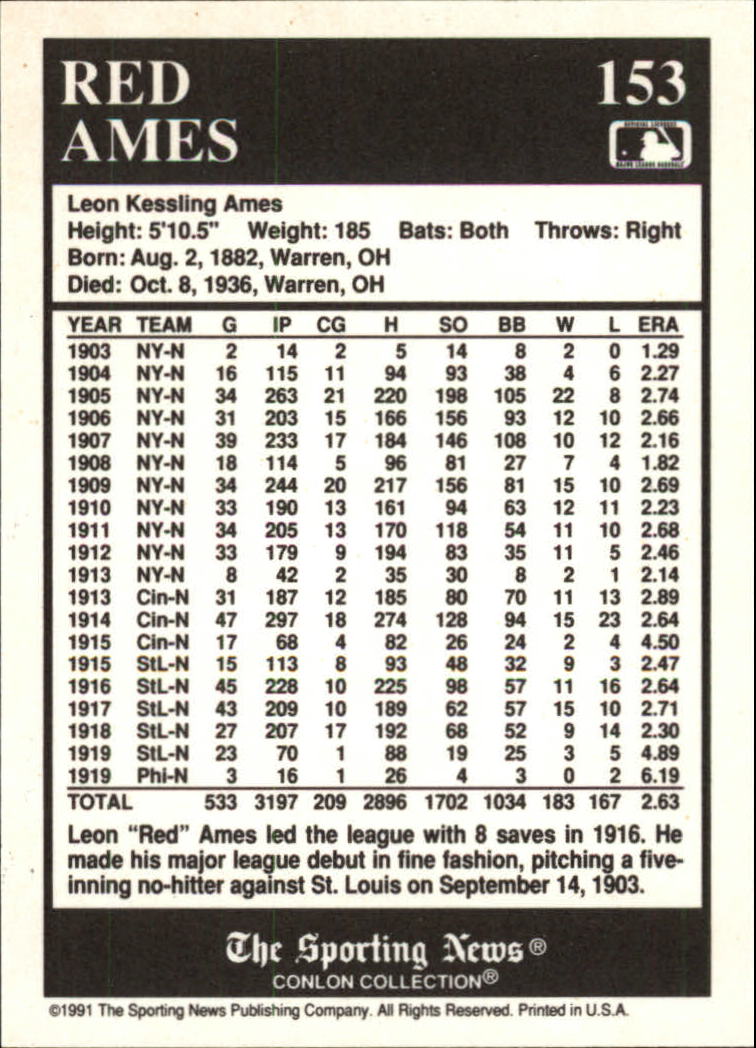 RED 153
AMES
OFFICIAL LICENSEE
MAJOR LEAGUE BASEBALL
Leon Kessling Ames
Height: 5'10.5" Weight: 185 Bats: Both Throws: Right
Born: Aug. 2, 1882, Warren, OH
Died: Oct. 8, 1936, Warren, OH
YEAR TEAM G IP CG H SO BB W L ERA
1903 NY-N 2 14 2 5 14 8 2 0 1.29
1904 NY-N 16 115 11 94 93 38 4 6 2.27
1905 NY-N 34 263 21 220 198 105 22 8 2.74
1906 NY-N 31 203 15 166 156 93 12 10 2.66
1907 NY-N 39 233 17 184 146 108 10 12 2.16
1908 NY-N 18 114 5 96 81 27 7 4 1.82
1909 NY-N 34 244 20 217 156 81 15 10 2.69
1910 NY-N 33 190 13 161 94 63 12 11 2.23
1911 NY-N 34 205 13 170 118 54 11 10 2.68
1912 NY-N 33 179 9 194 83 35 11 5 2.46
1913 NY-N 8 42 2 35 30 8 2 1 2.14
1913 Cin-N 31 187 12 185 80 70 11 13 2.89
1914 Cin-N 47 297 18 274 128 94 15 23 2.64
1915 Cin-N 17 68 4 82 26 24 2 4 4.50
1915 StL-N 15 113 8 93 48 32 9 3 2.47
1916 StL-N 45 228 10 225 98 57 11 16 2.64
1917 StL-N 43 209 10 189 62 57 15 10 2.71
1918 StL-N 27 207 17 192 68 52 9 14 2.30
1919 StL-N 23 70 1 88 19 25 3 5 4.89
1919 Phi-N 3 16 1 26 4 3 0 2 6.19
TOTAL 533 3197 209 2896 1702 1034 183 167 2.63
Leon “Red” Ames led the league with 8 saves in 1916. He
made his major league debut in fine fashion, pitching a five-
inning no-hitter against St. Louis on September 14, 1903.
The Sporting News®
CONLON COLLECTION®
©1991 The Sporting News Publishing Company. All Rights Reserved. Printed in U.S.A.